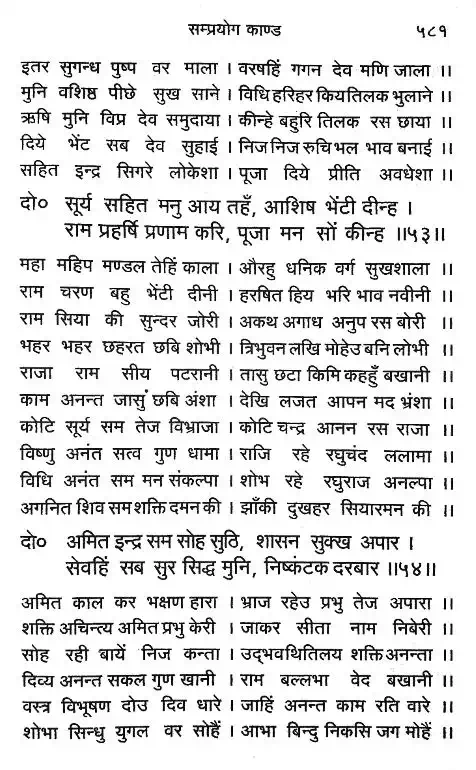 सम्प्रयोग काण्ड ५८१
इतर सुगन्ध पुष्प वर माला । वरषहिं गगन देव मणि जाला ।।
मुनि वशिष्ठ पीछे सुख साने । विधि हरिहर कियतिलक भुलाने ।।
ऋषि मुनि विप्र देव समुदाया । कीन्हे बहुरि तिलक रस छाया ।।
दिये भेंट सब देव सुहाई । निज निज रुचि भल भाव बनाई ।।
सहित इन्द्र सिगरे लोकेशा । पूजा दिये प्रीति अवधेशा ।।
दो० सूर्य सहित मनु आय तहँ, आशिष भेंटी दीन्ह ।
राम प्रहर्षि प्रणाम करि, पूजा मन सों कीन्ह ।।५३।।
महा महिप मण्डल तेहिं काला । औरहु धनिक वर्ग सुखशाला ।।
राम चरण बहु भेंटी दीनी । हरषित हिय भरि भाव नवीनी ।।
राम सिया की सुन्दर जोरी । अकथ अगाध अनुप रस बोरी ।।
भहर भहर छहरत छबि शोभी । त्रिभुवन लखि मोहेउ बनि लोभी ।।
राजा राम सीय पटरानी । तासु छटा किमि कहहुँ बखानी ।।
काम अनन्त जासुं छबि अंशा । देखि लजत आपन मद भ्रंशा ।।
कोटि सूर्य सम तेज विभ्राजा । कोटि चन्द्र आनन रस राजा ।।
विष्णु अनंत सत्व गुण धामा । राजि रहे रघुचंद ललामा ।।
विधि अनंत सम मन संकल्पा । शोभ रहे रघुराज अनल्पा ।।
अगनित शिव सम शक्ति दमन की । झाँकी दुखहर सियारमन की ।।
दो० अमित इन्द्र सम सोह सुठि, शासन सुक्ख अपार ।
सेवहिं सब सुर सिद्ध मुनि, निष्कंटक दरबार ।।५४।।
अमित काल कर भक्षण हारा । भ्राज रहेउ प्रभु तेज अपारा ।।
शक्ति अचिन्त्य अमित प्रभु केरी । जाकर सीता नाम निबेरी ।।
सोह रही बायें निज कन्ता । उद्भवथितिलय शक्ति अनन्ता ।।
दिव्य अनन्त सकल गुण खानी । राम बल्लभा वेद बखानी ।।
वस्त्र विभूषण दोउ दिव धारे । जाहिं अनन्त काम रति वारे ।।
शोभा सिन्धु युगल वर सोहैं । आभा बिन्दु निकसि जग मोहैं ।।